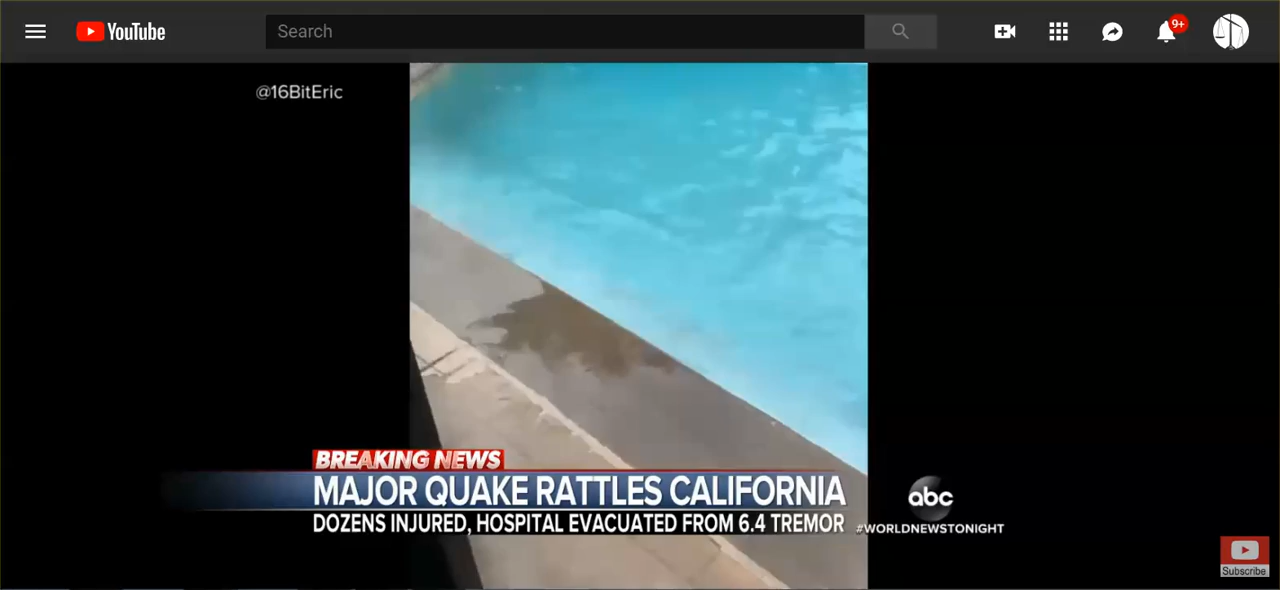 YouTube
Search
9+
@16BitEric
BREAKING NEWS
MAJOR QUAKE RATTLES CALIFORNIA
DOZENS INJURED, HOSPITAL EVACUATED FROM 6.4 TREMOR
abc
#WORLDNEWSTONIGHT
Subscribe